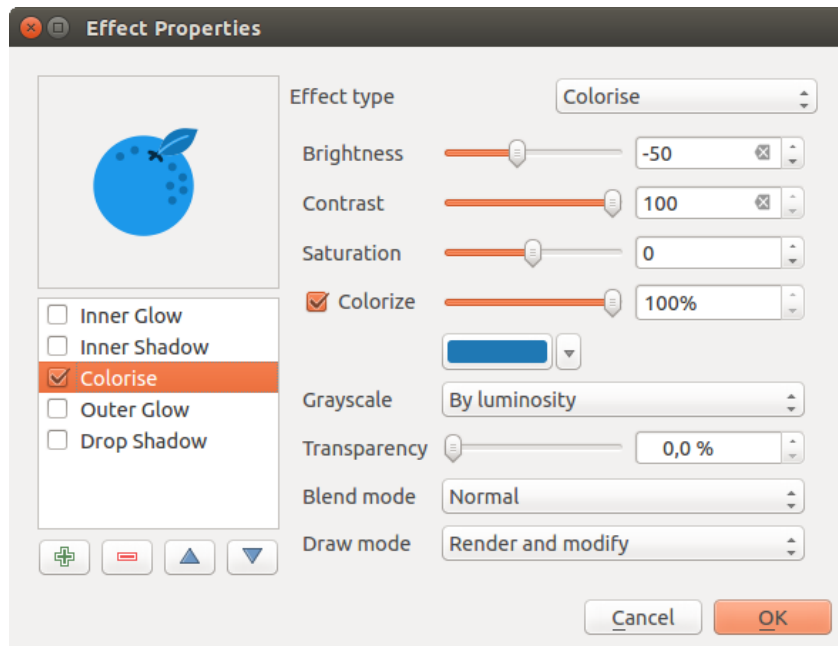 Effect Properties
Effect type
Colorise
Brightness
-50
Contrast
100
Saturation
0
Colorize
100%
Inner Glow
Inner Shadow
Colorise
Outer Glow
Drop Shadow
Grayscale
By luminosity
Transparency
0,0 %
Blend mode
Normal
Draw mode
Render and modify
Cancel
OK